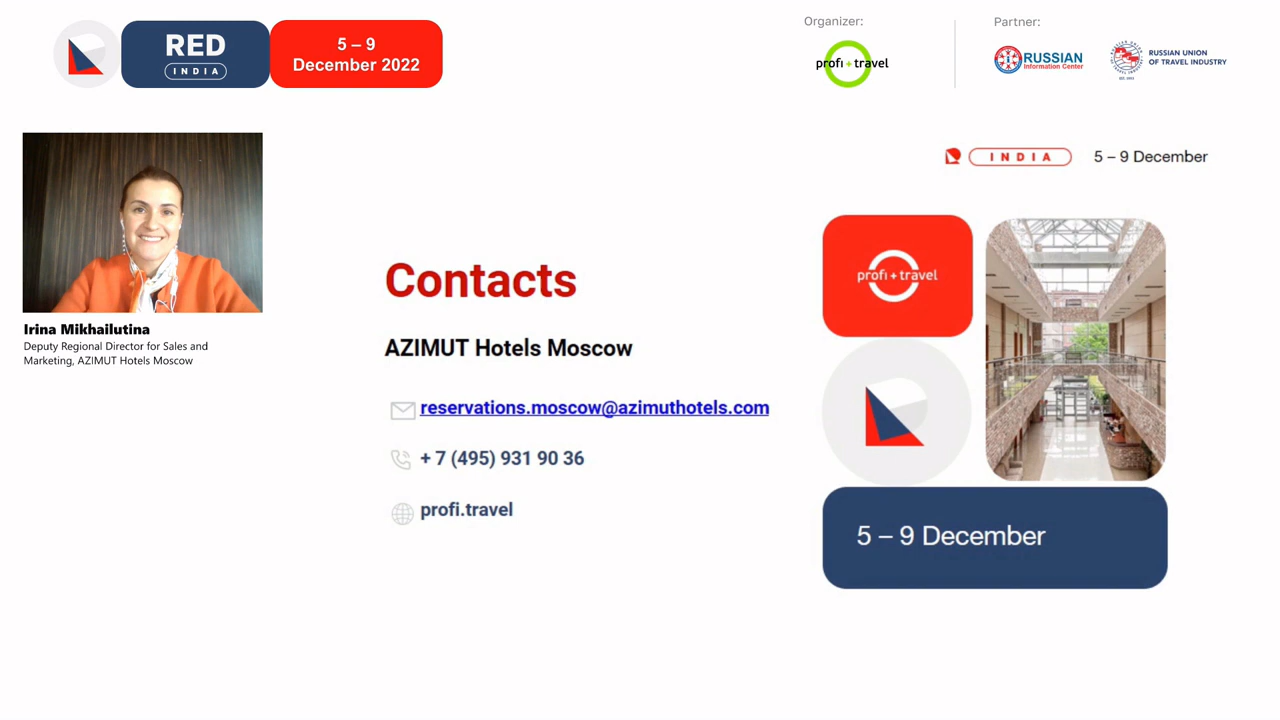 RED
INDIA
5 – 9
December 2022
Organizer:
profi + travel
Partner:
RUSSIAN
Information Center
RUSSIAN UNION
OF TRAVEL INDUSTRY
INDIA
5 – 9 December
Irina Mikhailutina
Deputy Regional Director for Sales and
Marketing, AZIMUT Hotels Moscow
Contacts
AZIMUT Hotels Moscow
reservations.moscow@azimuthotels.com
+ 7 (495) 931 90 36
profi.travel
profi + travel
5 – 9 December